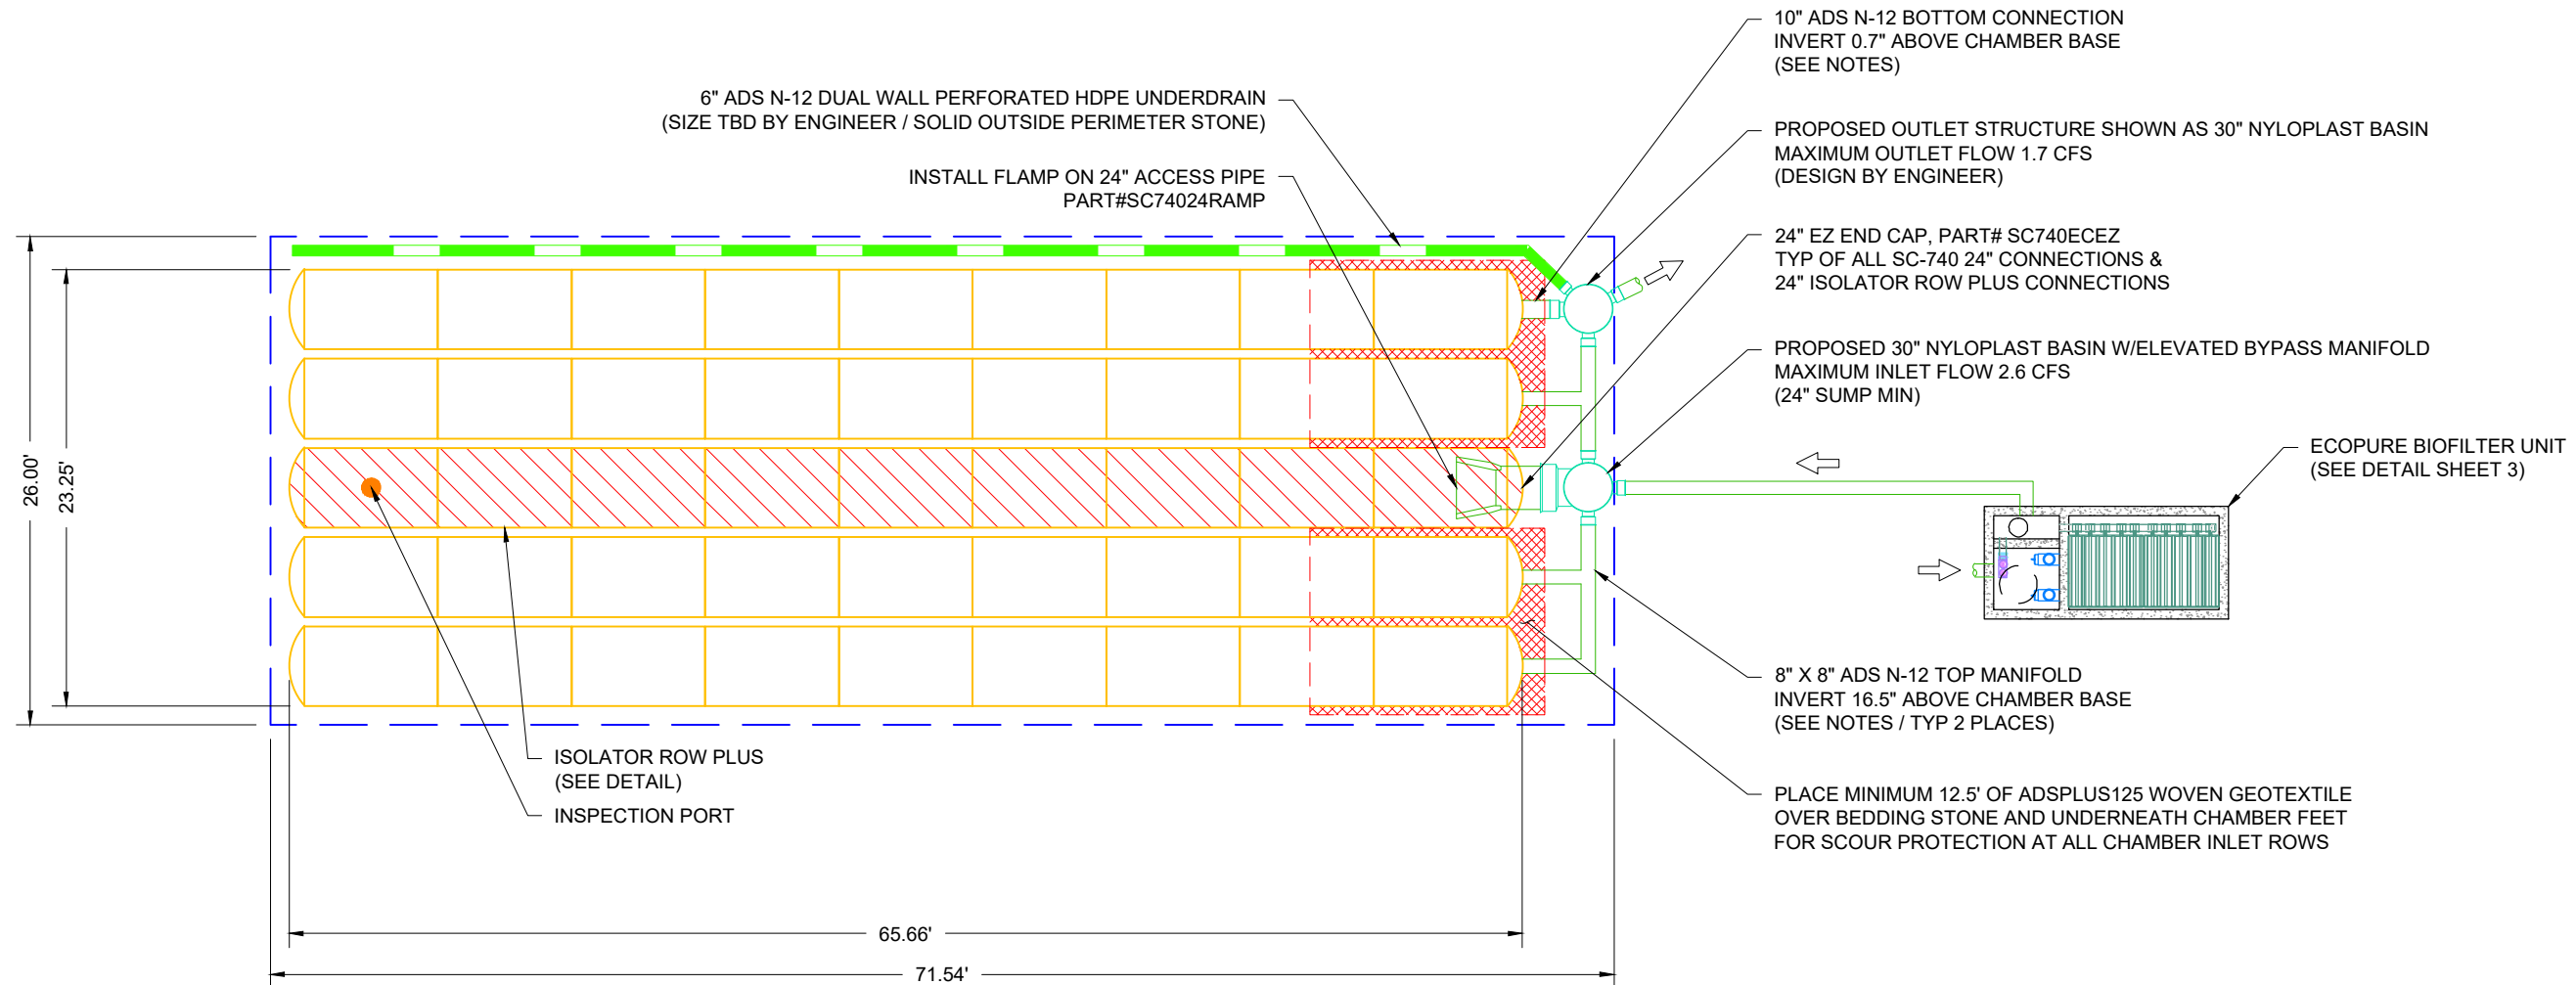 10" ADS N-12 BOTTOM CONNECTION
INVERT 0.7" ABOVE CHAMBER BASE
(SEE NOTES)
6" ADS N-12 DUAL WALL PERFORATED HDPE UNDERDRAIN
(SIZE TBD BY ENGINEER / SOLID OUTSIDE PERIMETER STONE)
PROPOSED OUTLET STRUCTURE SHOWN AS 30" NYLOPLAST BASIN
MAXIMUM OUTLET FLOW 1.7 CFS
(DESIGN BY ENGINEER)
INSTALL FLAMP ON 24" ACCESS PIPE
PART#SC74024RAMP
24" EZ END CAP, PART# SC740ECEZ
TYP OF ALL SC-740 24" CONNECTIONS &
24" ISOLATOR ROW PLUS CONNECTIONS
PROPOSED 30" NYLOPLAST BASIN W/ELEVATED BYPASS MANIFOLD
MAXIMUM INLET FLOW 2.6 CFS
(24" SUMP MIN)
ECOPURE BIOFILTER UNIT
(SEE DETAIL SHEET 3)
26.00'
23.25'
8" X 8" ADS N-12 TOP MANIFOLD
INVERT 16.5" ABOVE CHAMBER BASE
(SEE NOTES / TYP 2 PLACES)
ISOLATOR ROW PLUS
(SEE DETAIL)
INSPECTION PORT
PLACE MINIMUM 12.5' OF ADSPLUS125 WOVEN GEOTEXTILE
OVER BEDDING STONE AND UNDERNEATH CHAMBER FEET
FOR SCOUR PROTECTION AT ALL CHAMBER INLET ROWS
65.66'
71.54'